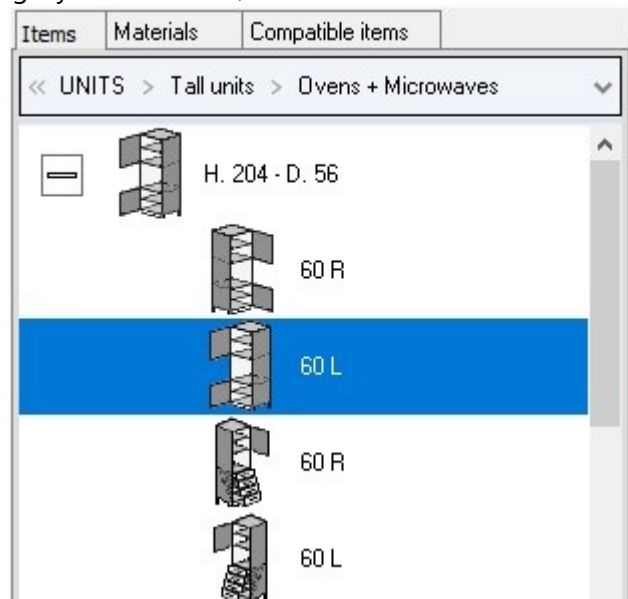 Items Materials Compatible items
« UNITS > Tall units > Ovens + Microwaves
H. 204 - D. 56
60 R
60 L
60 R
60 L